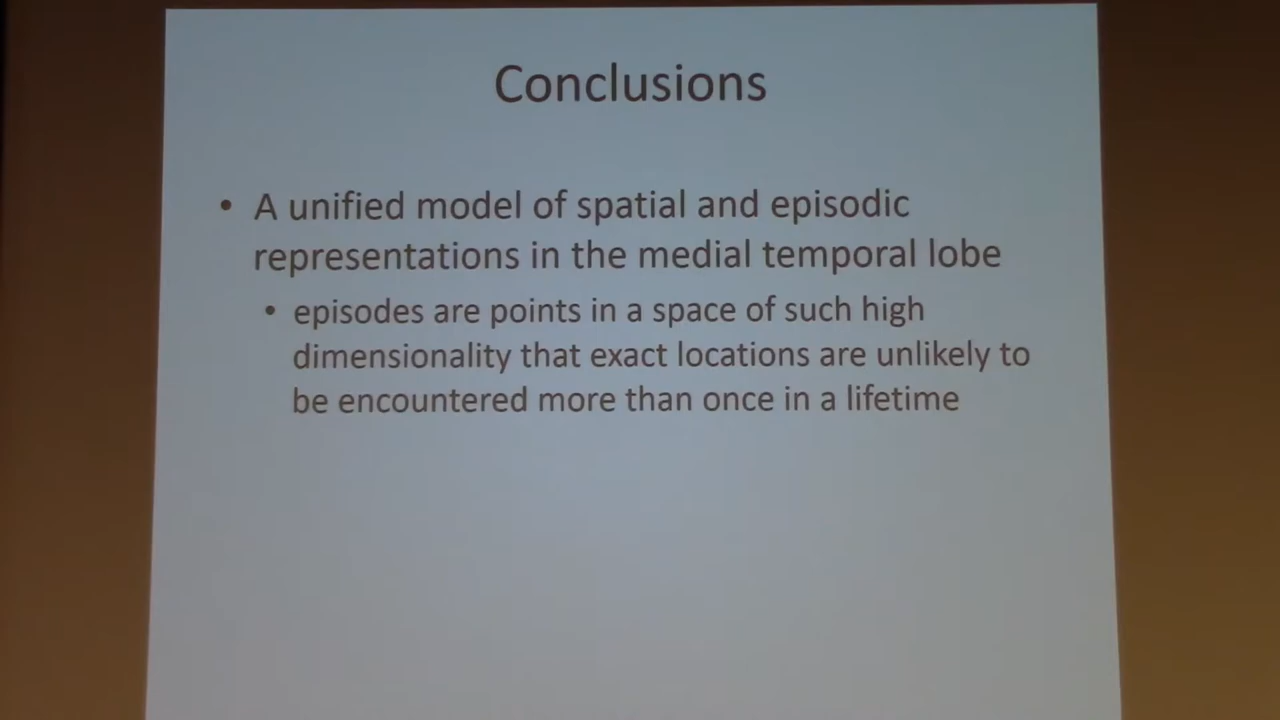 Conclusions
• A unified model of spatial and episodic
representations in the medial temporal lobe
• episodes are points in a space of such high
dimensionality that exact locations are unlikely to
be encountered more than once in a lifetime